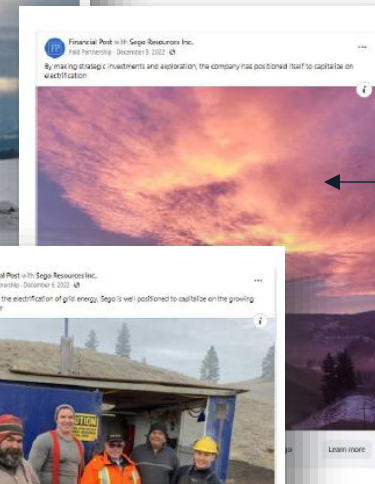 FP
Financial Post with Sego Resources Inc.
Paid Partnership · December 5, 2022
By making strategic investments and exploration, the company has positioned itself to capitalize on
electrification
i
al Post with Sego Resources Inc.
December 6, 2022
the electrification of grid energy, Sego is well positioned to capitalize on the growing
i
CAUTION
Learn more